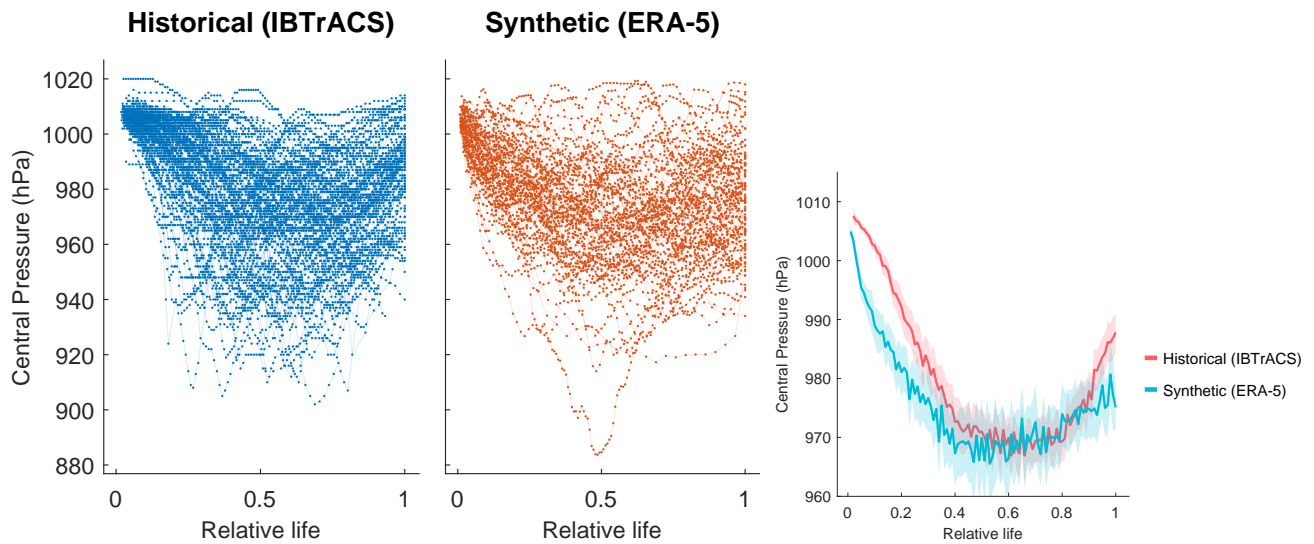 Historical (IBTrACS)
Synthetic (ERA-5)
Central Pressure (hPa)
1020
1000
980
960
940
920
900
880
0
0.5
1
Relative life
0
0.5
1
Relative life
Central Pressure (hPa)
1010
1000
990
980
970
960
0
0.2
0.4
0.6
0.8
1
Relative life
Historical (IBTrACS)
Synthetic (ERA-5)